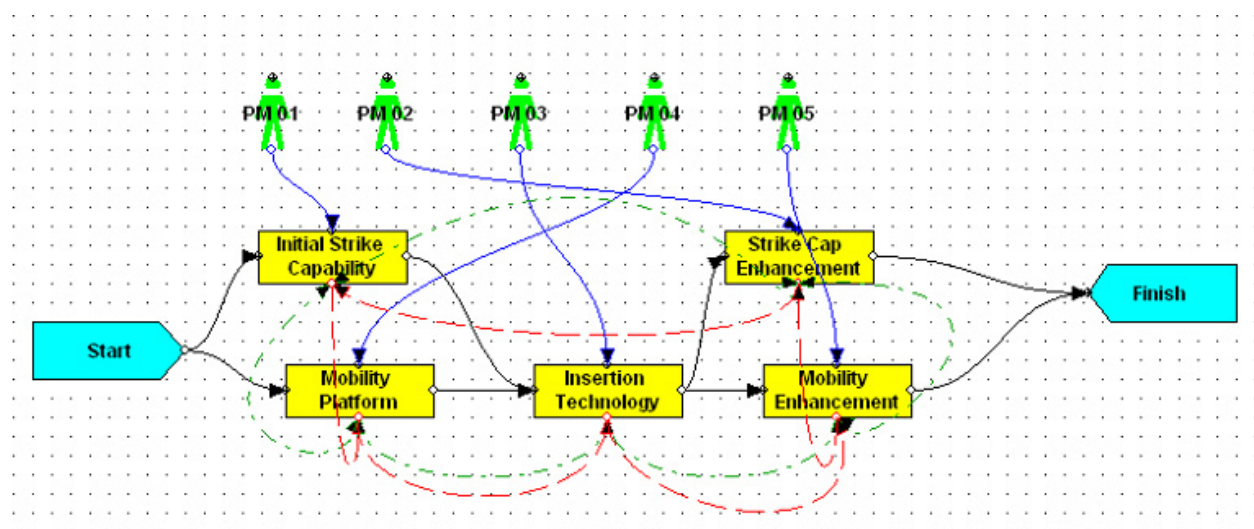 PM 01
PM 02
PM 03
PM 04
PM 05
Initial Strike
Capability
Strike Cap
Enhancement
Finish
Start
Mobility
Platform
Insertion
Technology
Mobility
Enhancement